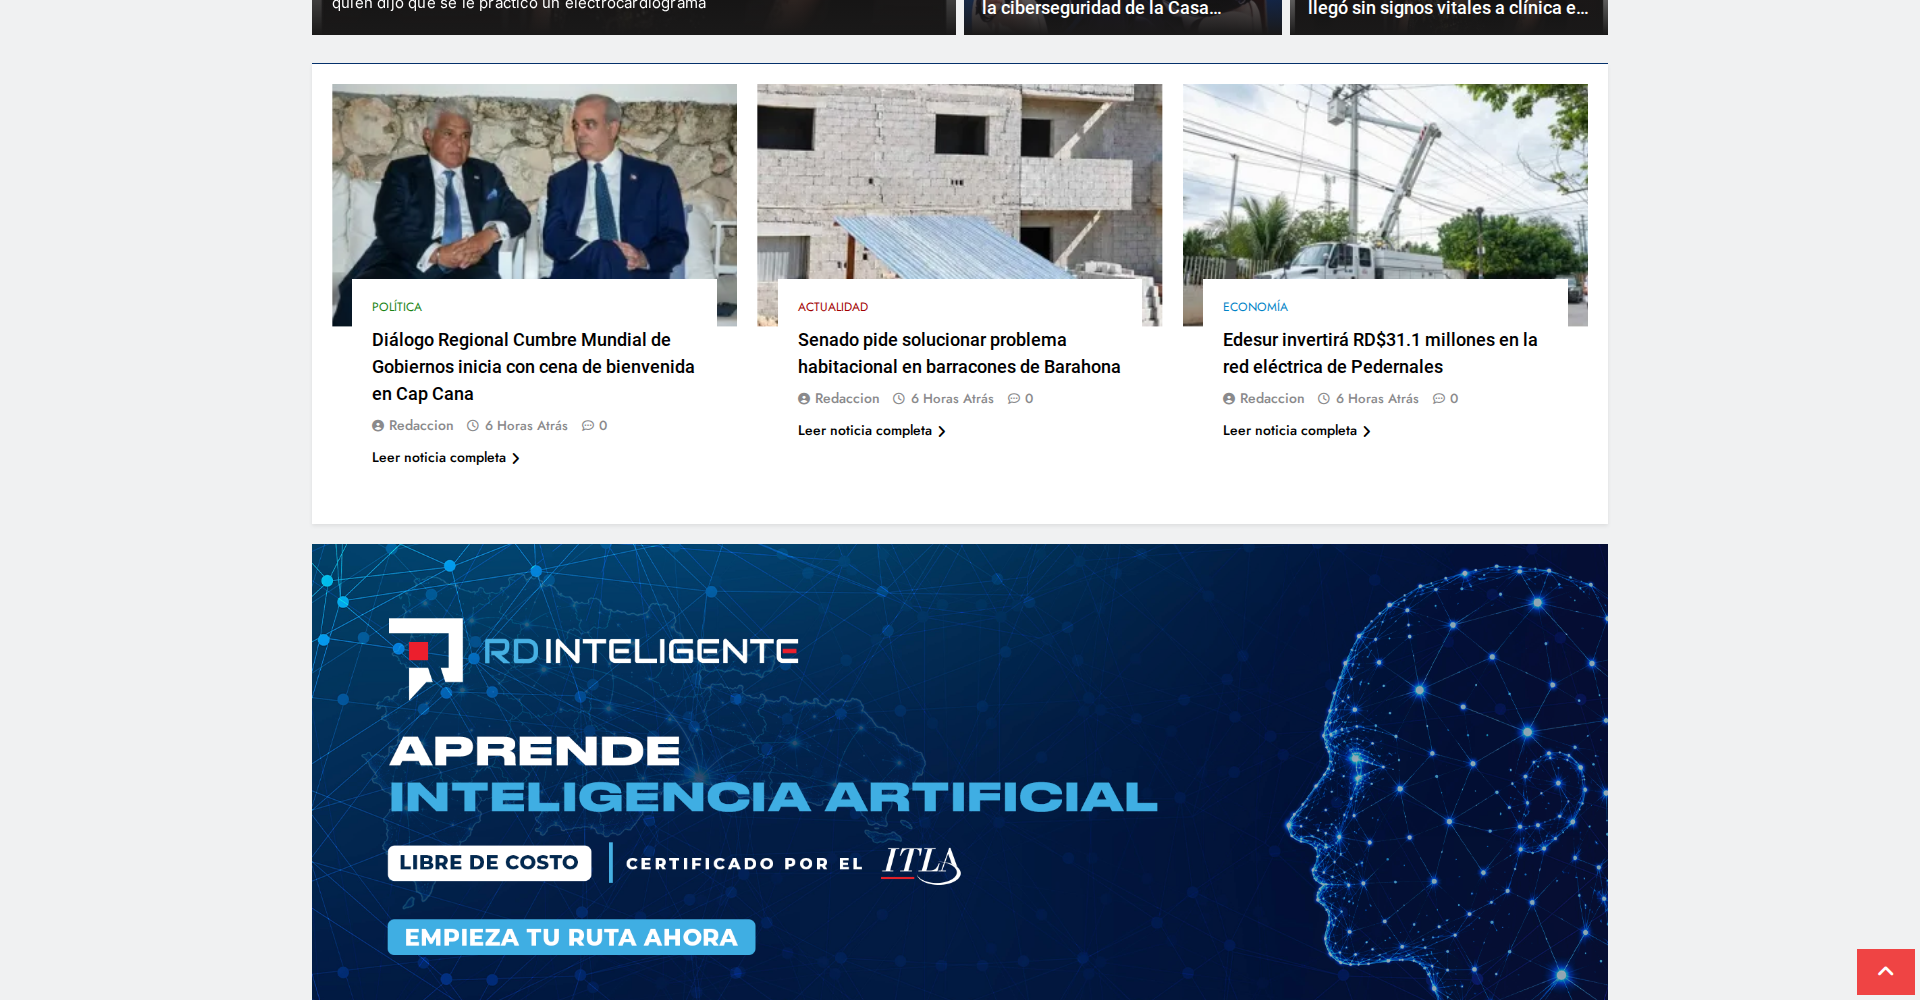 quien dijo que se le practicó un electrocardiograma
la ciberseguridad de la Casa...
llegó sin signos vitales a clínica e...
POLÍTICA
Diálogo Regional Cumbre Mundial de
Gobiernos inicia con cena de bienvenida
en Cap Cana
Redaccion 6 Horas Atrás 0
Leer noticia completa
ACTUALIDAD
Senado pide solucionar problema
habitacional en barracones de Barahona
Redaccion 6 Horas Atrás 0
Leer noticia completa
ECONOMÍA
Edesur invertirá RD$31.1 millones en la
red eléctrica de Pedernales
Redaccion 6 Horas Atrás 0
Leer noticia completa
RD INTELIGENTE
APRENDE
INTELIGENCIA ARTIFICIAL
LIBRE DE COSTO CERTIFICADO POR EL ITLA
EMPIEZA TU RUTA AHORA